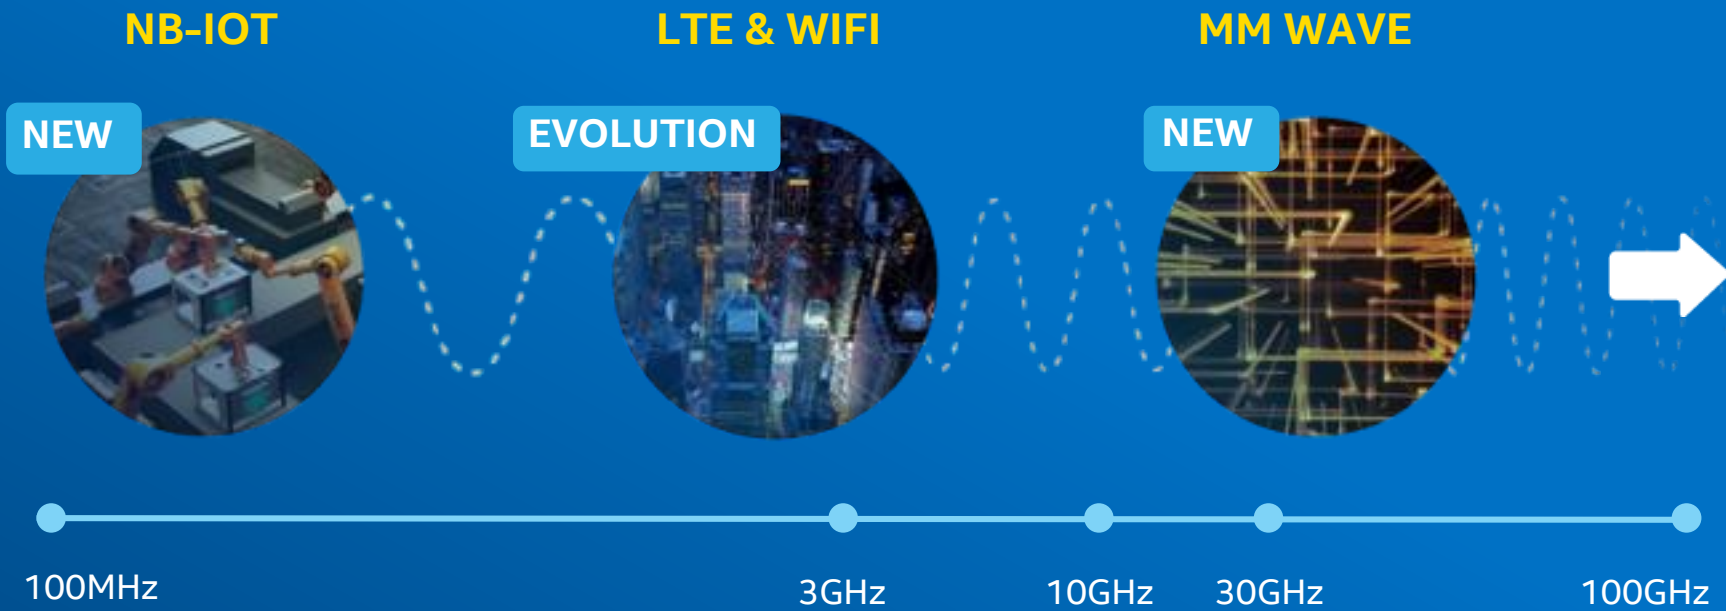 NB-IOT
LTE & WIFI
MM WAVE
NEW
EVOLUTION
NEW
100MHz
3GHz
10GHz
30GHz
100GHz